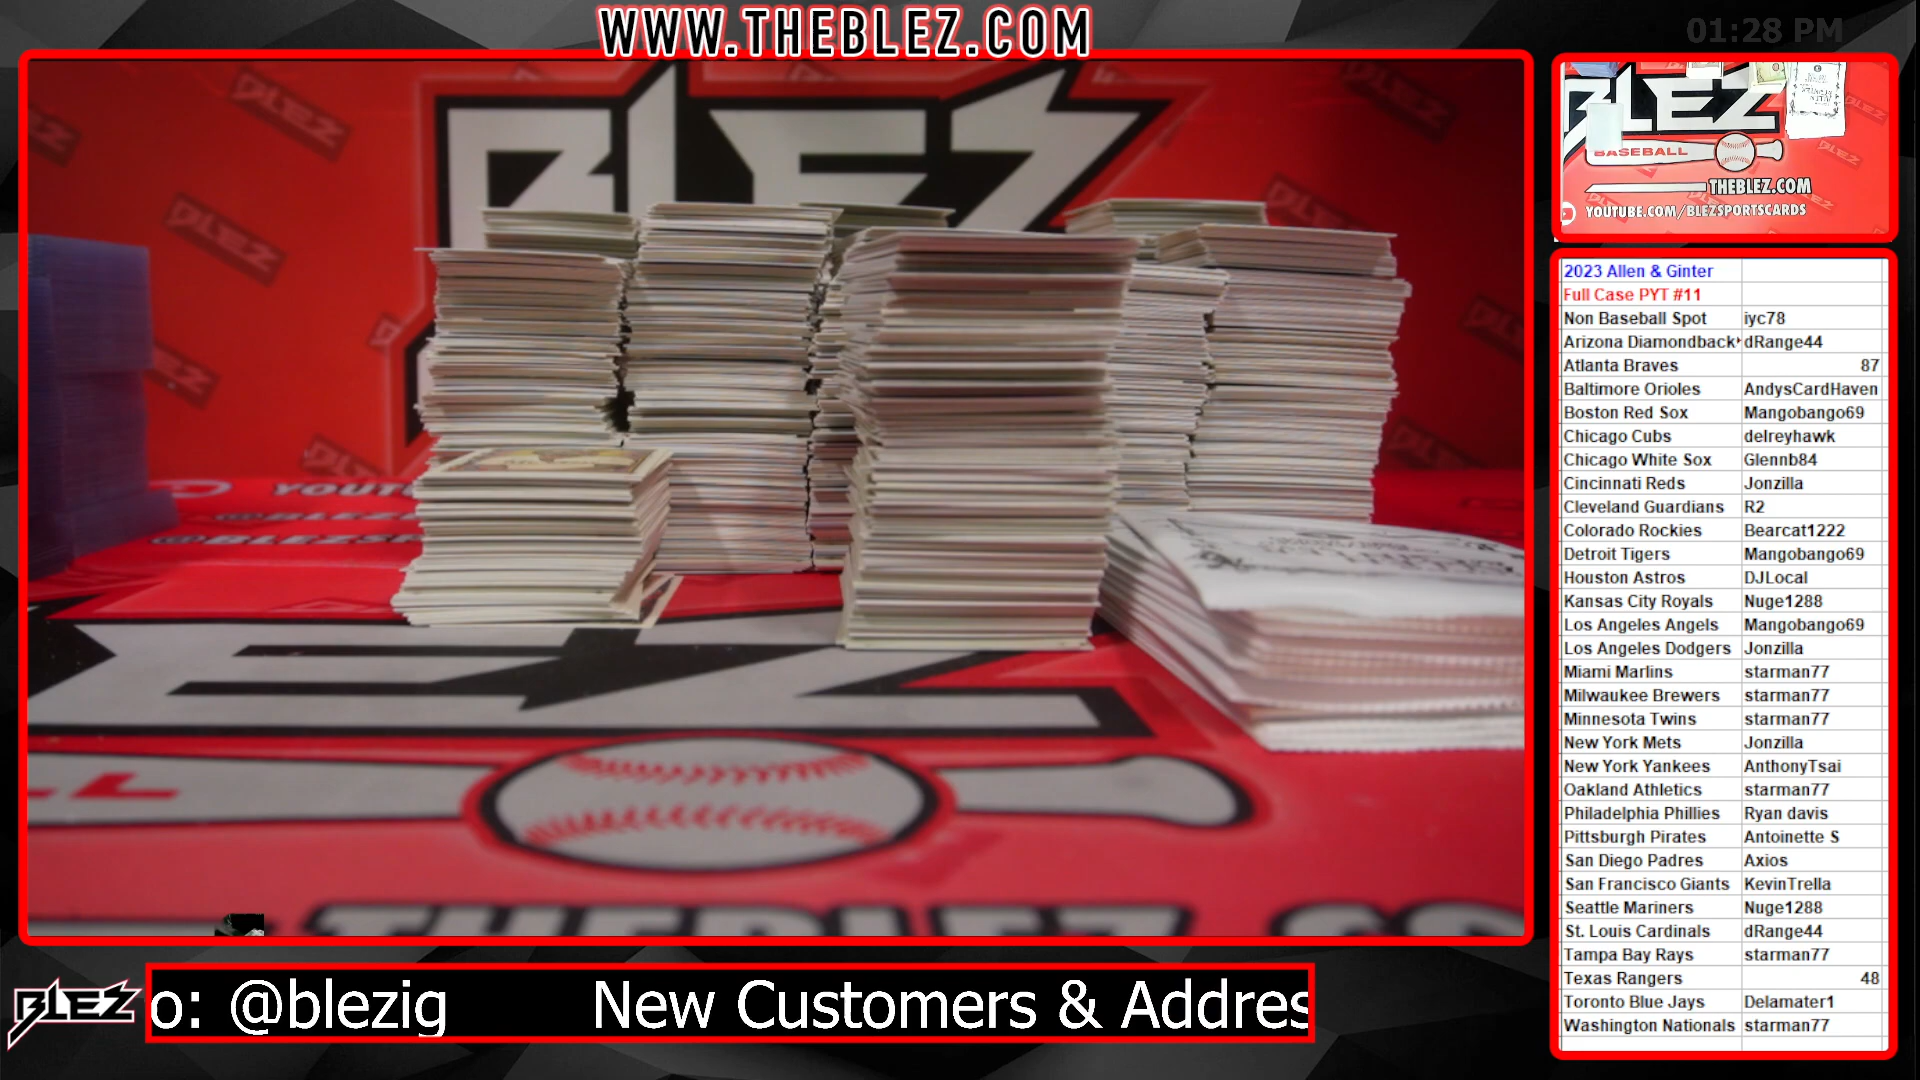 WWW.THEBLEZ.COM
01:28 PM
BLEZ
BLEZ
BASEBALL
THEBLEZ.COM
YOUTUBE.COM/BLEZSPORTSCARDS
2023 Allen & Ginter
Full Case PYT #11
Non Baseball Spot iyc78
Arizona Diamondback dRange44
Atlanta Braves 87
Baltimore Orioles AndysCardHaven
Boston Red Sox Mangobango69
Chicago Cubs delreyhawk
Chicago White Sox Glennb84
Cincinnati Reds Jonzilla
Cleveland Guardians R2
Colorado Rockies Bearcat1222
Detroit Tigers Mangobango69
Houston Astros DJLocal
Kansas City Royals Nuge1288
Los Angeles Angels Mangobango69
Los Angeles Dodgers Jonzilla
Miami Marlins starman77
Milwaukee Brewers starman77
Minnesota Twins starman77
New York Mets Jonzilla
New York Yankees AnthonyTsai
Oakland Athletics starman77
Philadelphia Phillies Ryan davis
Pittsburgh Pirates Antoinette S
San Diego Padres Axios
San Francisco Giants KevinTrella
Seattle Mariners Nuge1288
St. Louis Cardinals dRange44
Tampa Bay Rays starman77
Texas Rangers 48
Toronto Blue Jays Delamater1
Washington Nationals starman77
BLEZ
o: @blezig New Customers & Addres